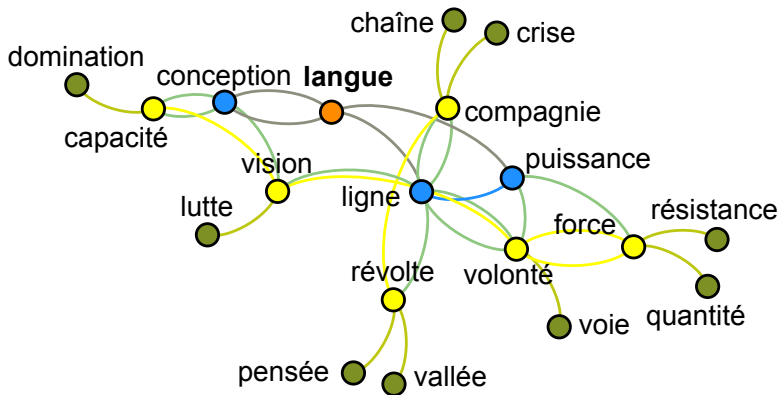 chaîne
crise
domination
conception
langue
capacité
compagnie
vision
puissance
lutte
ligne
force
résistance
révolte
volonté
quantité
voie
pensée
vallée